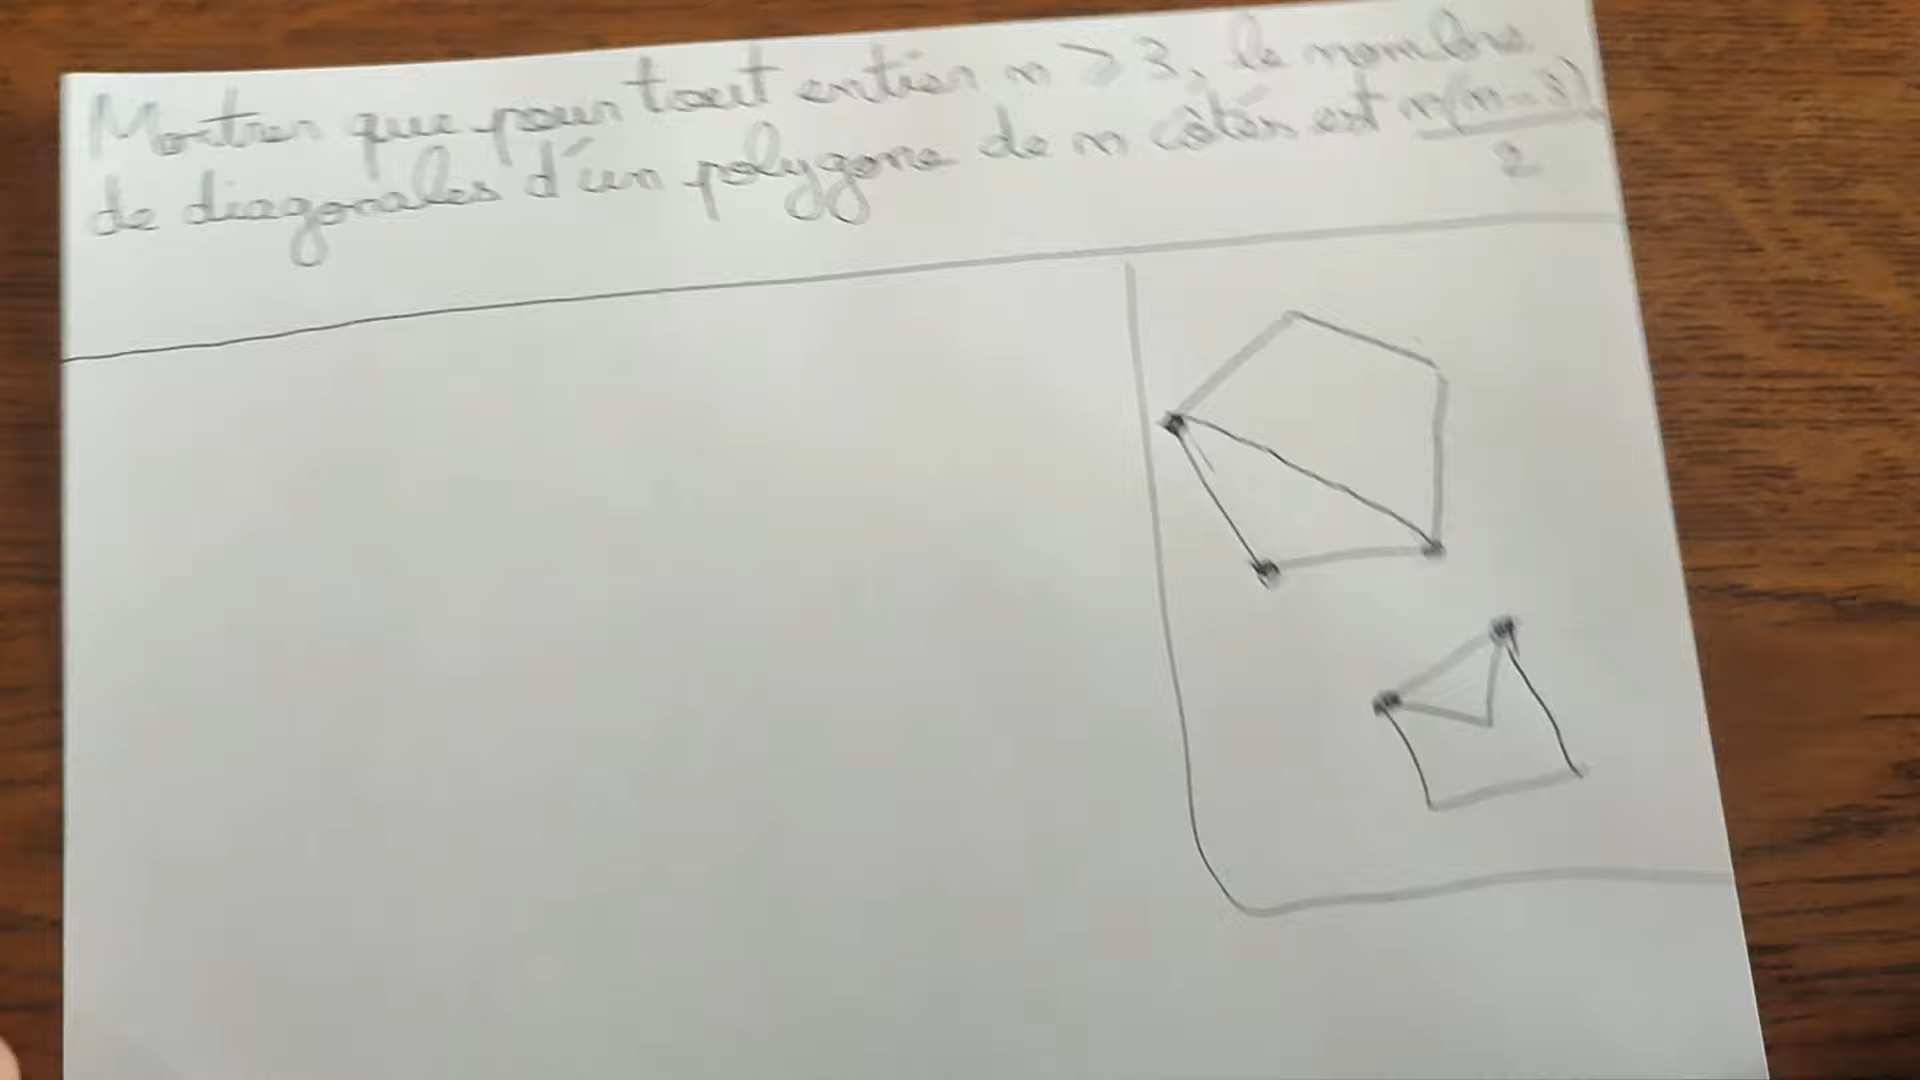 Montrer que pour tout entier n ⩾ 3, le nombre
de diagonales d'un polygone de n côtés est n(n-3)/2